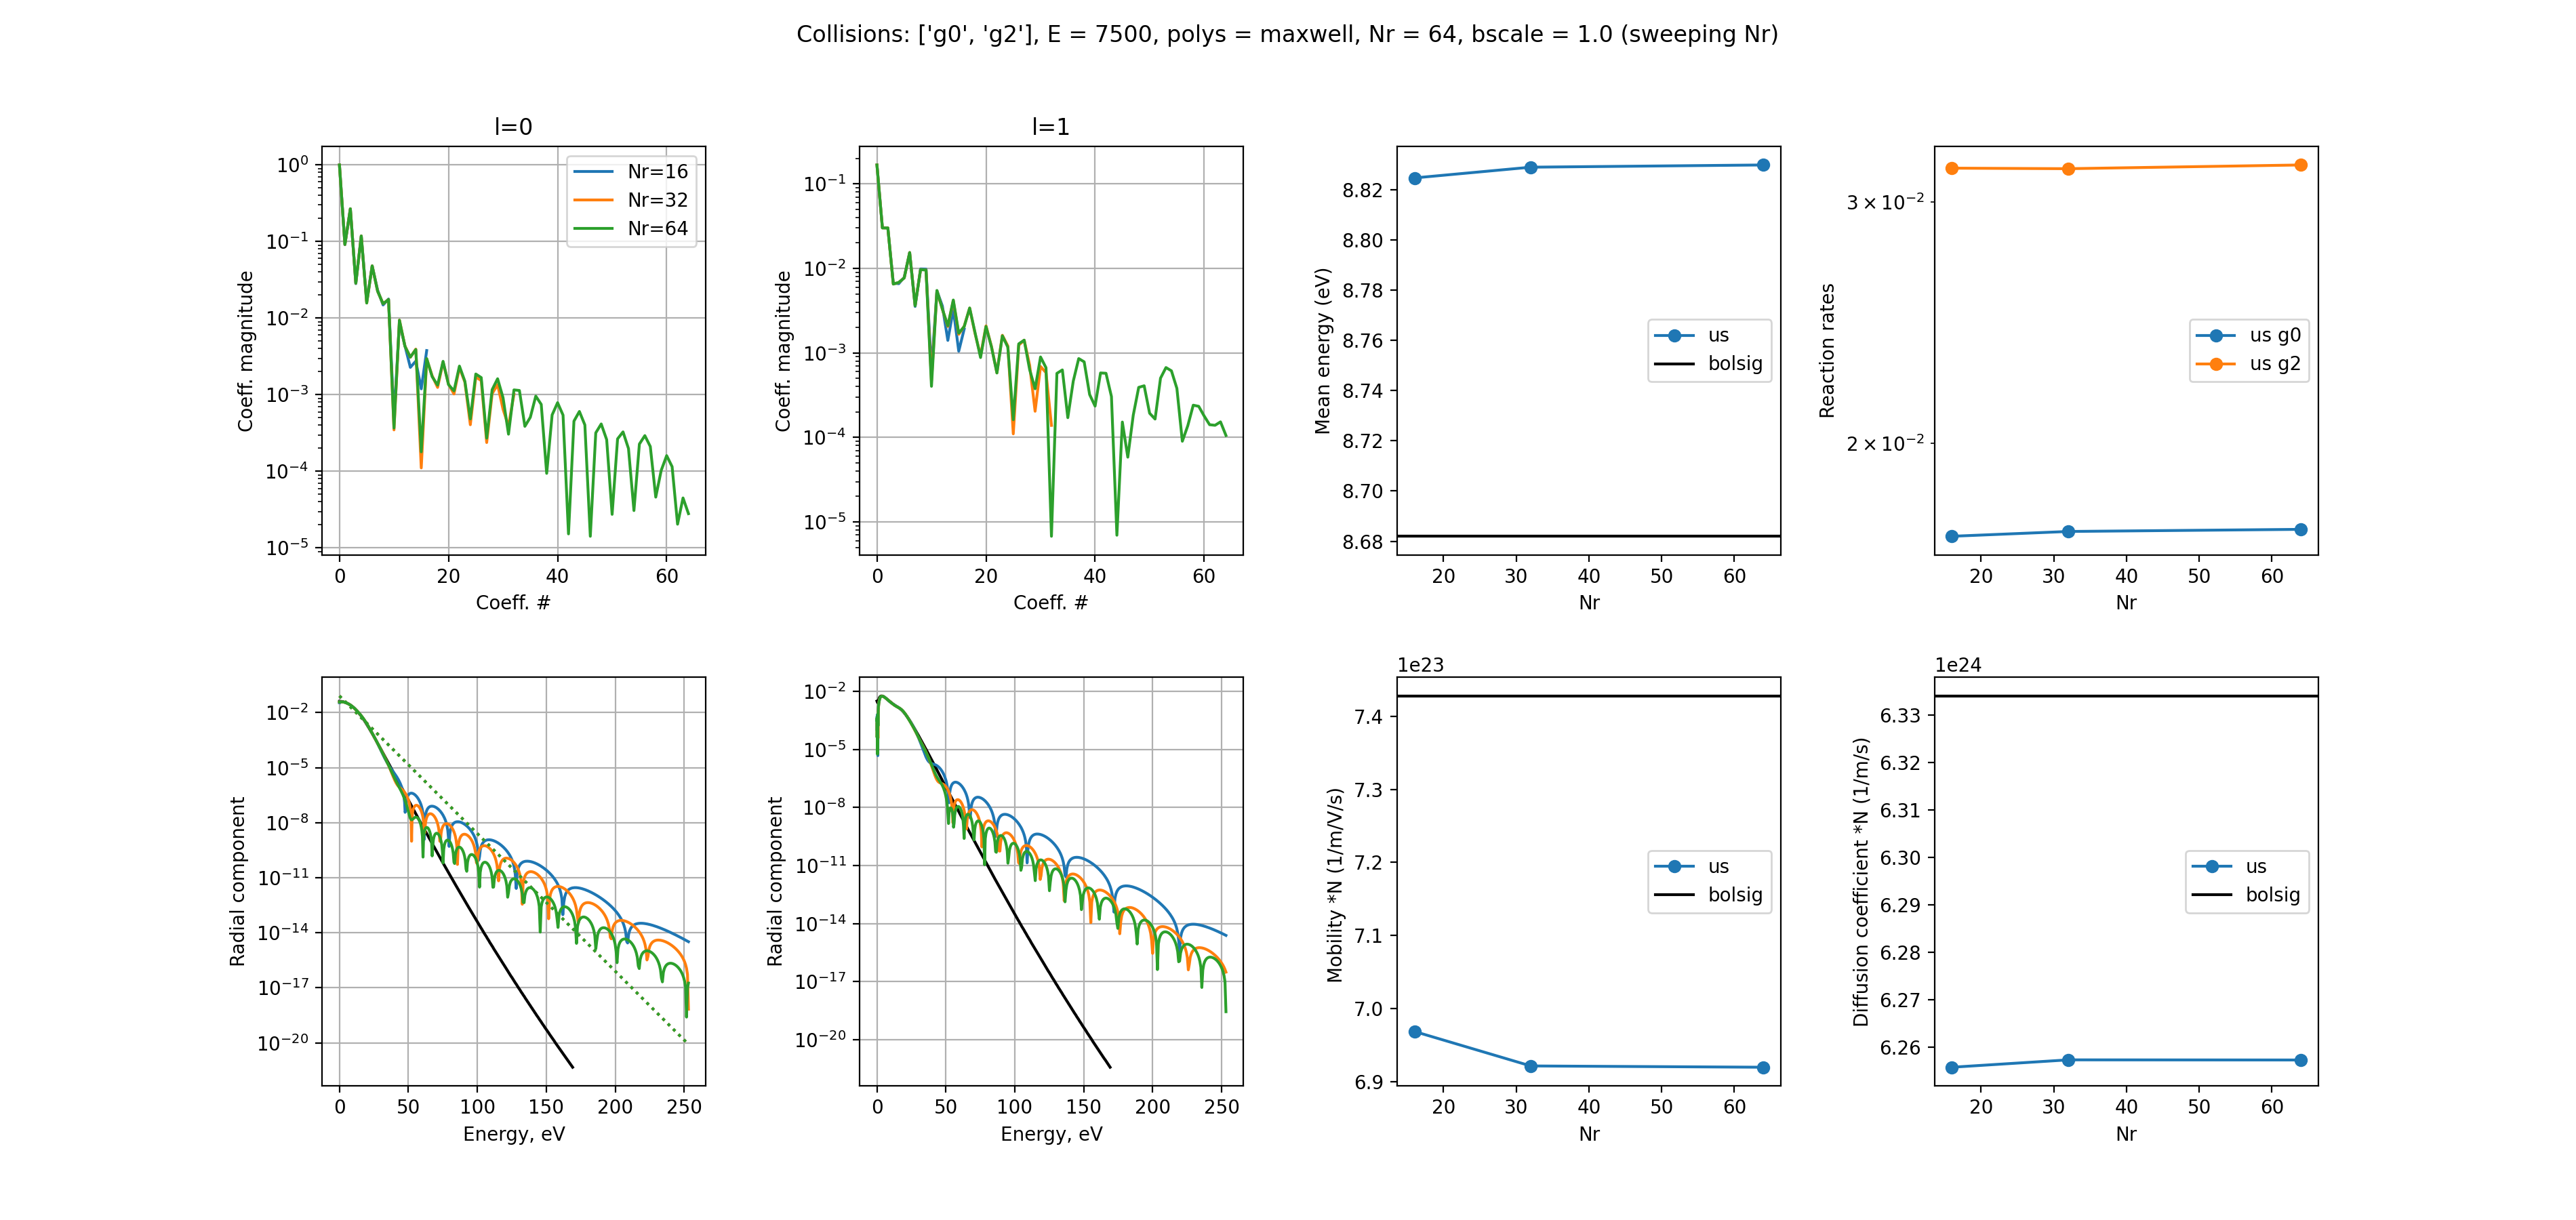 Collisions: ['g0', 'g2'], E = 7500, polys = maxwell, Nr = 64, bscale = 1.0 (sweeping Nr)
l=0
Coeff. magnitude
10⁰
10⁻¹
10⁻²
10⁻³
10⁻⁴
10⁻⁵
Nr=16
Nr=32
Nr=64
0 20 40 60
Coeff. #
l=1
Coeff. magnitude
10⁻¹
10⁻²
10⁻³
10⁻⁴
10⁻⁵
0 20 40 60
Coeff. #
Mean energy (eV)
8.82
8.80
8.78
8.76
8.74
8.72
8.70
8.68
us
bolsig
20 30 40 50 60
Nr
Reaction rates
3 × 10⁻²
2 × 10⁻²
us g0
us g2
20 30 40 50 60
Nr
Radial component
10⁻²
10⁻⁵
10⁻⁸
10⁻¹¹
10⁻¹⁴
10⁻¹⁷
10⁻²⁰
0 50 100 150 200 250
Energy, eV
Radial component
10⁻²
10⁻⁵
10⁻⁸
10⁻¹¹
10⁻¹⁴
10⁻¹⁷
10⁻²⁰
0 50 100 150 200 250
Energy, eV
1e23
Mobility *N (1/m/V/s)
7.4
7.3
7.2
7.1
7.0
6.9
us
bolsig
20 30 40 50 60
Nr
1e24
Diffusion coefficient *N (1/m/s)
6.33
6.32
6.31
6.30
6.29
6.28
6.27
6.26
us
bolsig
20 30 40 50 60
Nr